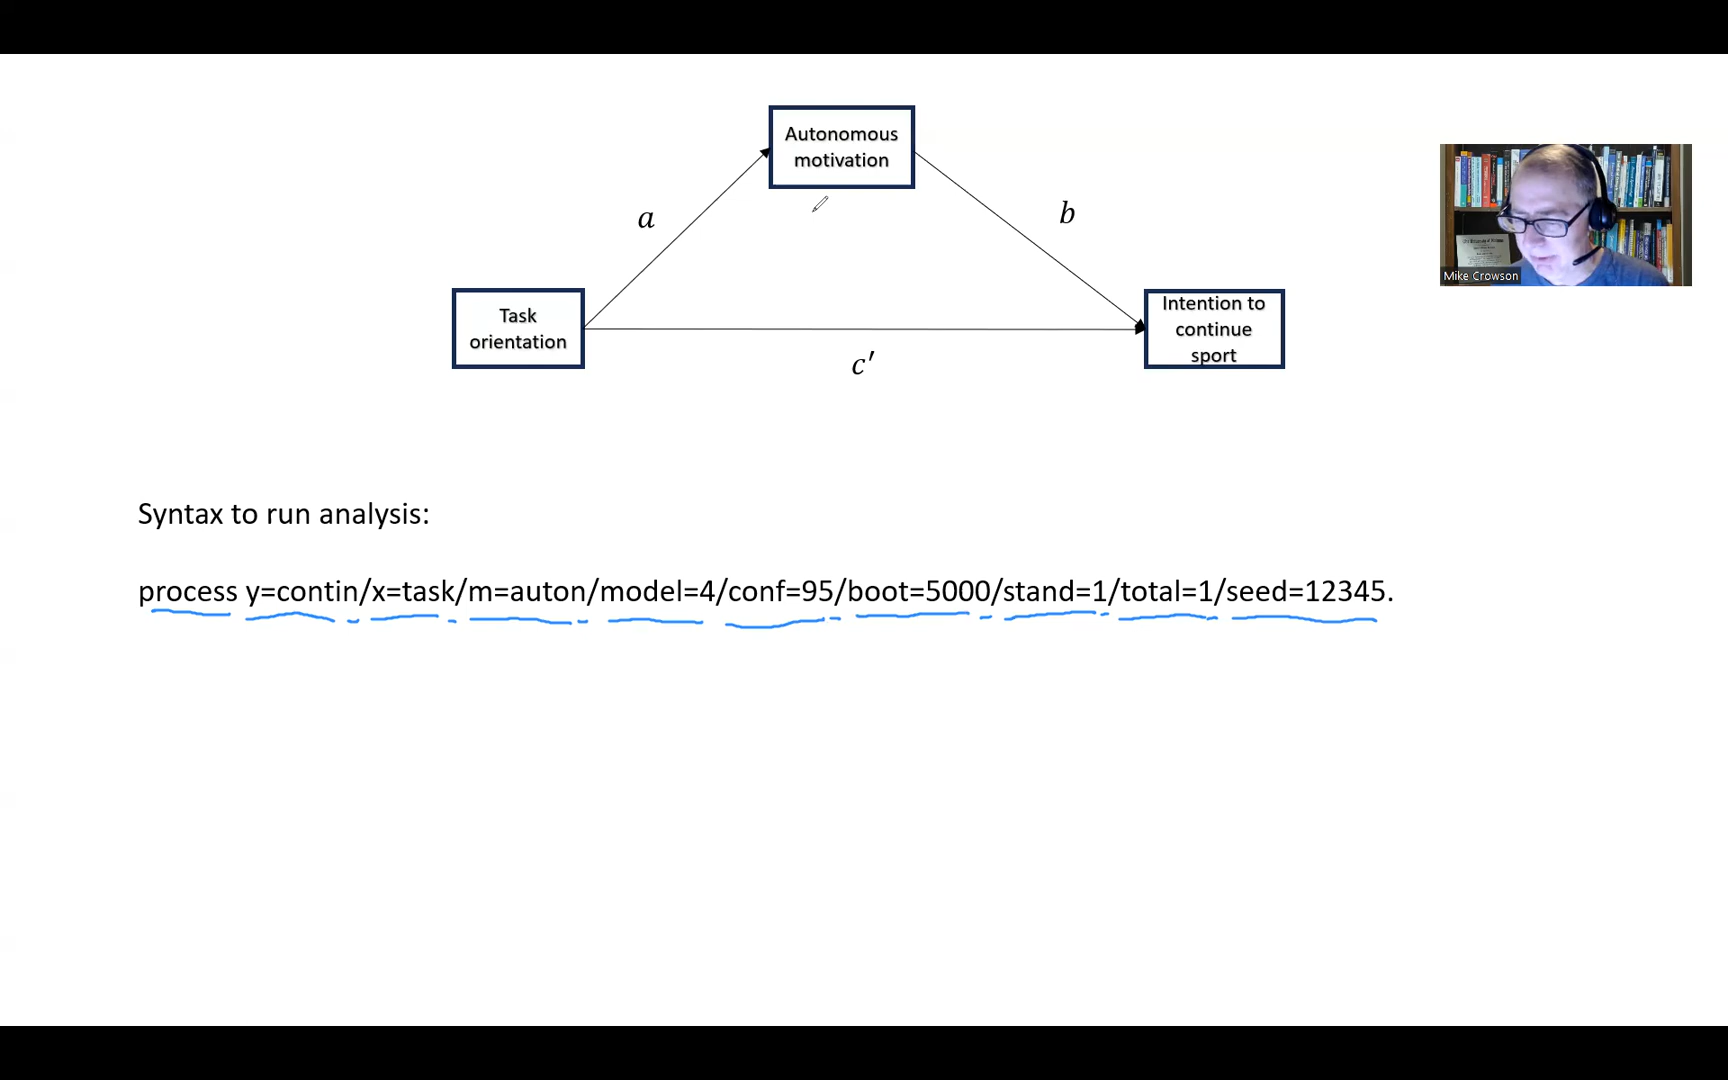 Autonomous
motivation
a
b
Task
orientation
Intention to
continue
sport
c′
Mike Crowson
Syntax to run analysis:
process y=contin/x=task/m=auton/model=4/conf=95/boot=5000/stand=1/total=1/seed=12345.